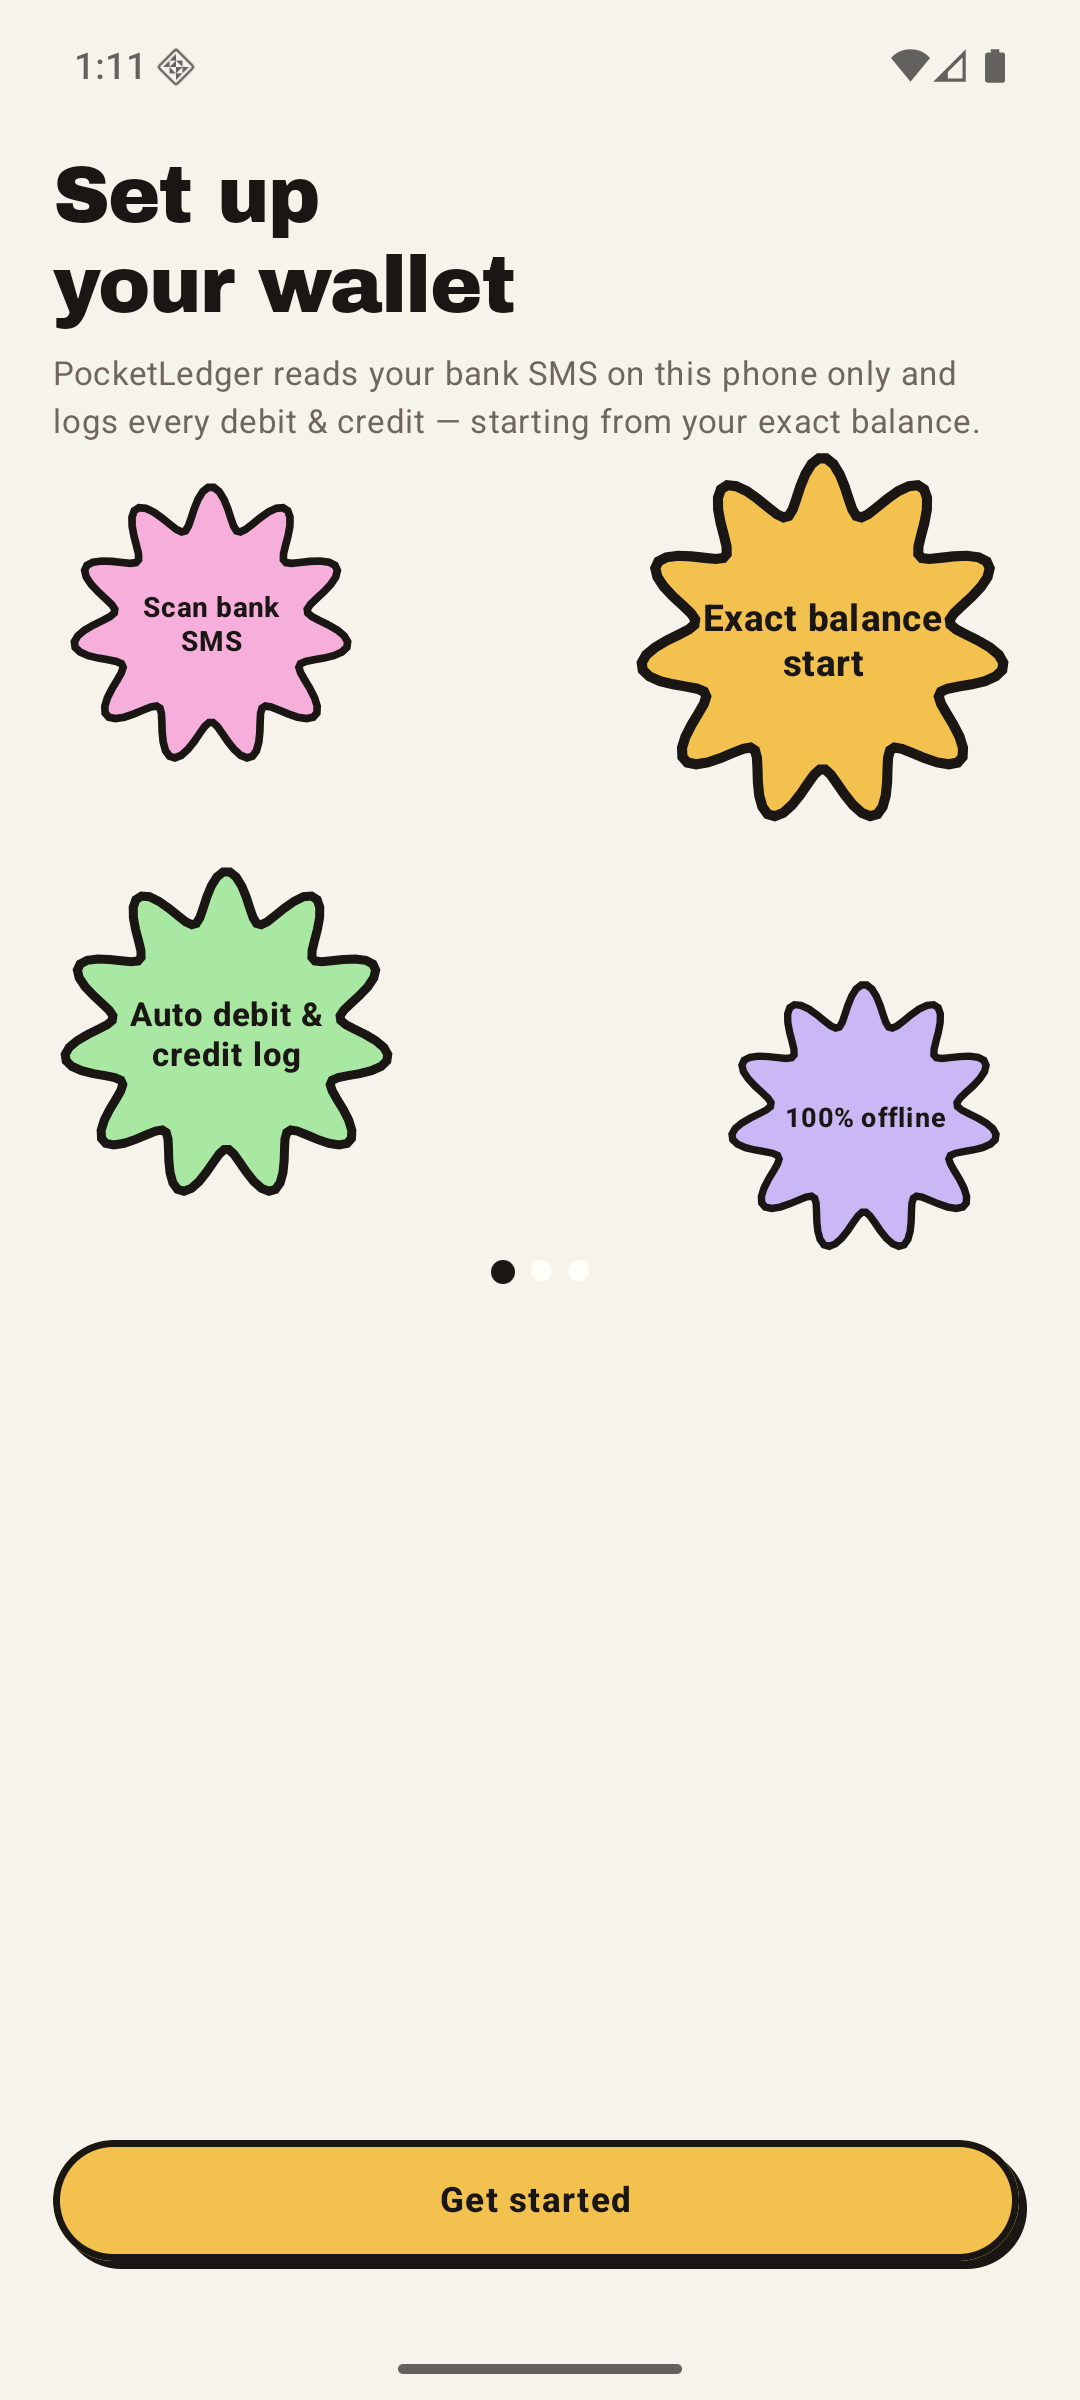 1:11
Set up
your wallet
PocketLedger reads your bank SMS on this phone only and
logs every debit & credit — starting from your exact balance.
Scan bank
SMS
Exact balance
start
Auto debit &
credit log
100% offline
Get started